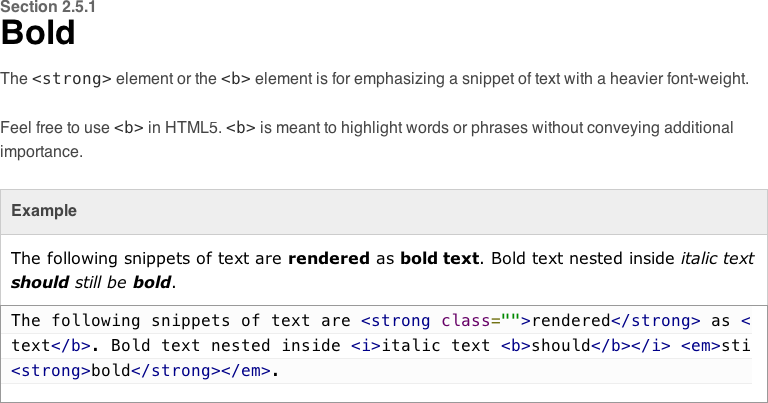 Section 2.5.1
Bold
The <strong> element or the <b> element is for emphasizing a snippet of text with a heavier font-weight.
Feel free to use <b> in HTML5. <b> is meant to highlight words or phrases without conveying additional
importance.
Example
The following snippets of text are rendered as bold text. Bold text nested inside italic text
should still be bold.
The following snippets of text are <strong class="">rendered</strong> as <
text</b>. Bold text nested inside <i>italic text <b>should</b></i> <em>sti
<strong>bold</strong></em>.